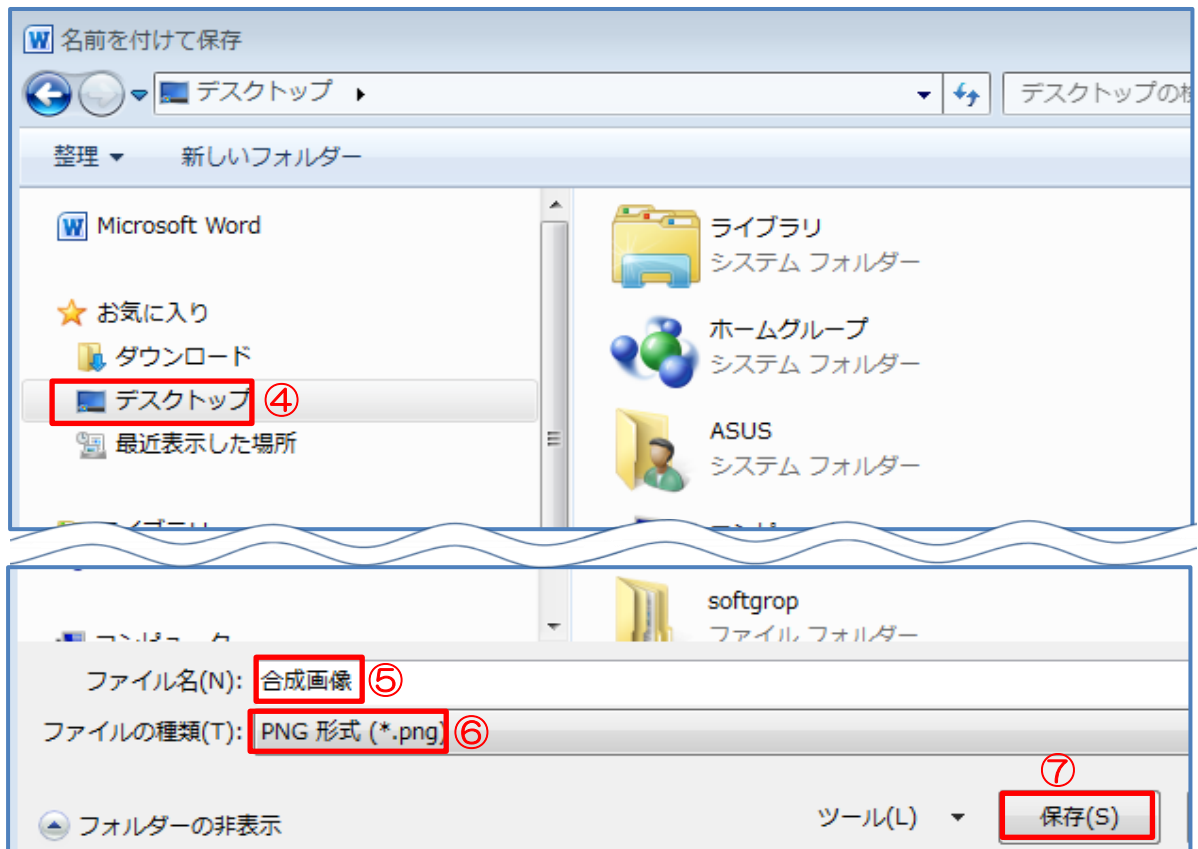 名前を付けて保存
デスクトップ
デスクトップの検
整理
新しいフォルダー
Microsoft Word
お気に入り
ダウンロード
デスクトップ ④
最近表示した場所
ライブラリ
システム フォルダー
ホームグループ
システム フォルダー
ASUS
システム フォルダー
softgrop
ファイル フォルダー
コンピュータ
ファイル名(N): 合成画像 ⑤
ファイルの種類(T): PNG 形式 (*.png) ⑥
⑦
フォルダーの非表示
ツール(L)
保存(S)